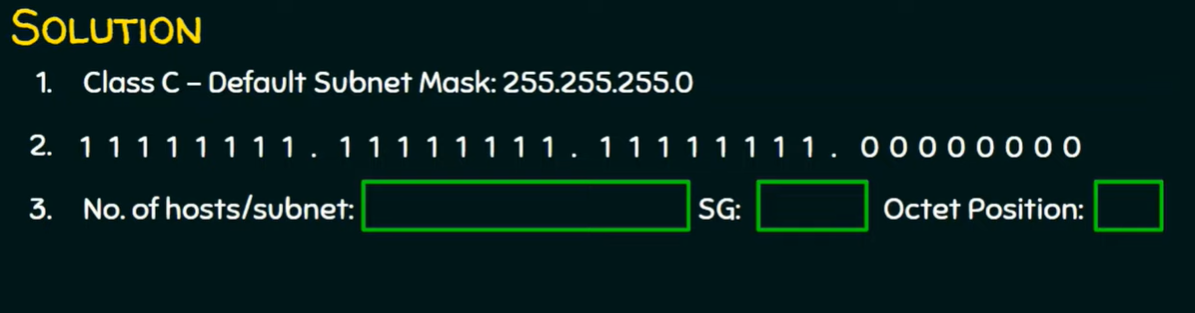 SOLUTION
1. Class C – Default Subnet Mask: 255.255.255.0
2. 1 1 1 1 1 1 1 1 . 1 1 1 1 1 1 1 1 . 1 1 1 1 1 1 1 1 . 0 0 0 0 0 0 0 0
3. No. of hosts/subnet: SG: Octet Position: